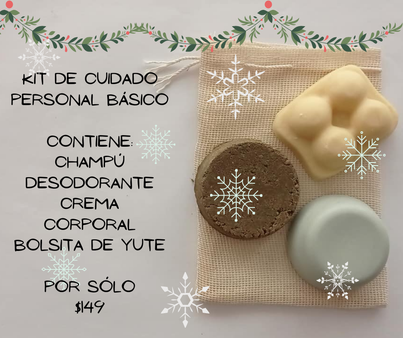 KIT DE CUIDADO
PERSONAL BÁSICO
CONTIENE:
CHAMPÚ
DESODORANTE
CREMA
CORPORAL
BOLSITA DE YUTE
POR SÓLO
$149